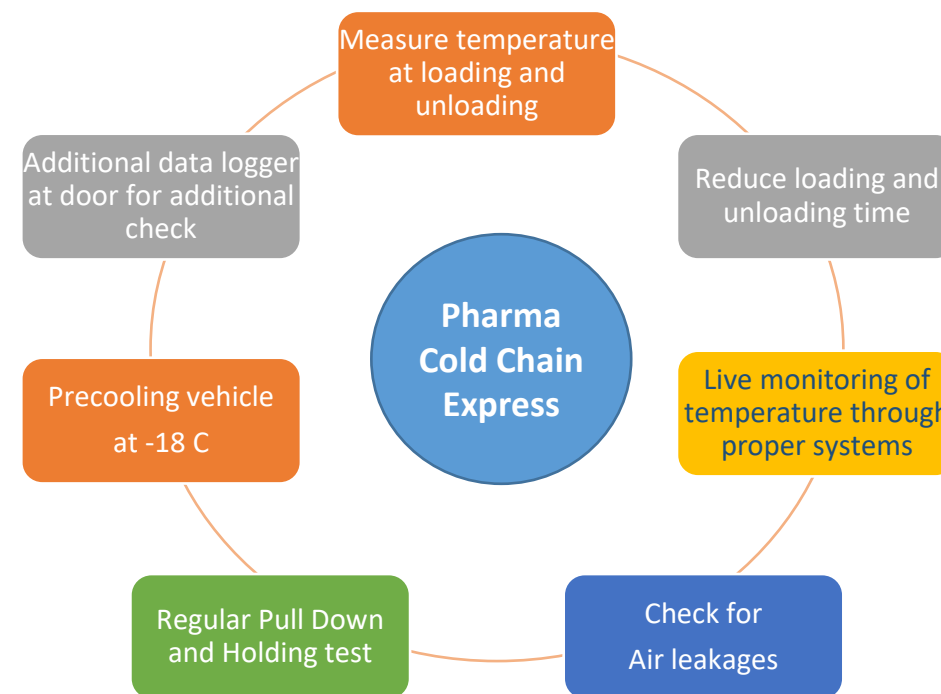 Measure temperature
at loading and
unloading
Reduce loading and
unloading time
Live monitoring of
temperature through
proper systems
Check for
Air leakages
Regular Pull Down
and Holding test
Precooling vehicle
at -18 C
Additional data logger
at door for additional
check
Pharma
Cold Chain
Express